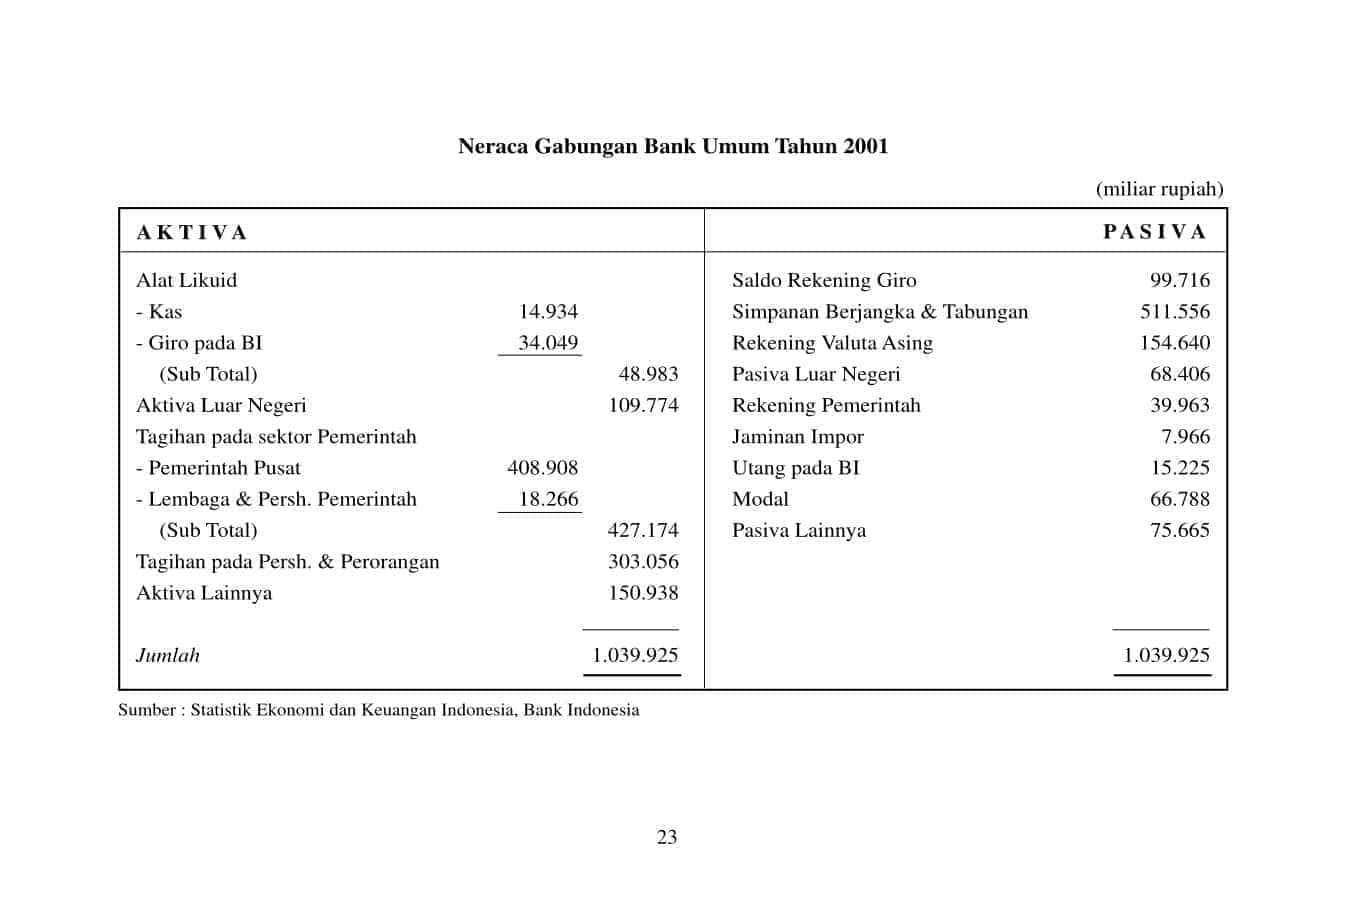 Neraca Gabungan Bank Umum Tahun 2001
(miliar rupiah)
AKTIVA PASIVA
Alat Likuid Saldo Rekening Giro 99.716
- Kas 14.934 Simpanan Berjangka & Tabungan 511.556
- Giro pada BI 34.049 Rekening Valuta Asing 154.640
(Sub Total) 48.983 Pasiva Luar Negeri 68.406
Aktiva Luar Negeri 109.774 Rekening Pemerintah 39.963
Tagihan pada sektor Pemerintah Jaminan Impor 7.966
- Pemerintah Pusat 408.908 Utang pada BI 15.225
- Lembaga & Persh. Pemerintah 18.266 Modal 66.788
(Sub Total) 427.174 Pasiva Lainnya 75.665
Tagihan pada Persh. & Perorangan 303.056
Aktiva Lainnya 150.938
Jumlah 1.039.925 1.039.925
Sumber : Statistik Ekonomi dan Keuangan Indonesia, Bank Indonesia
23